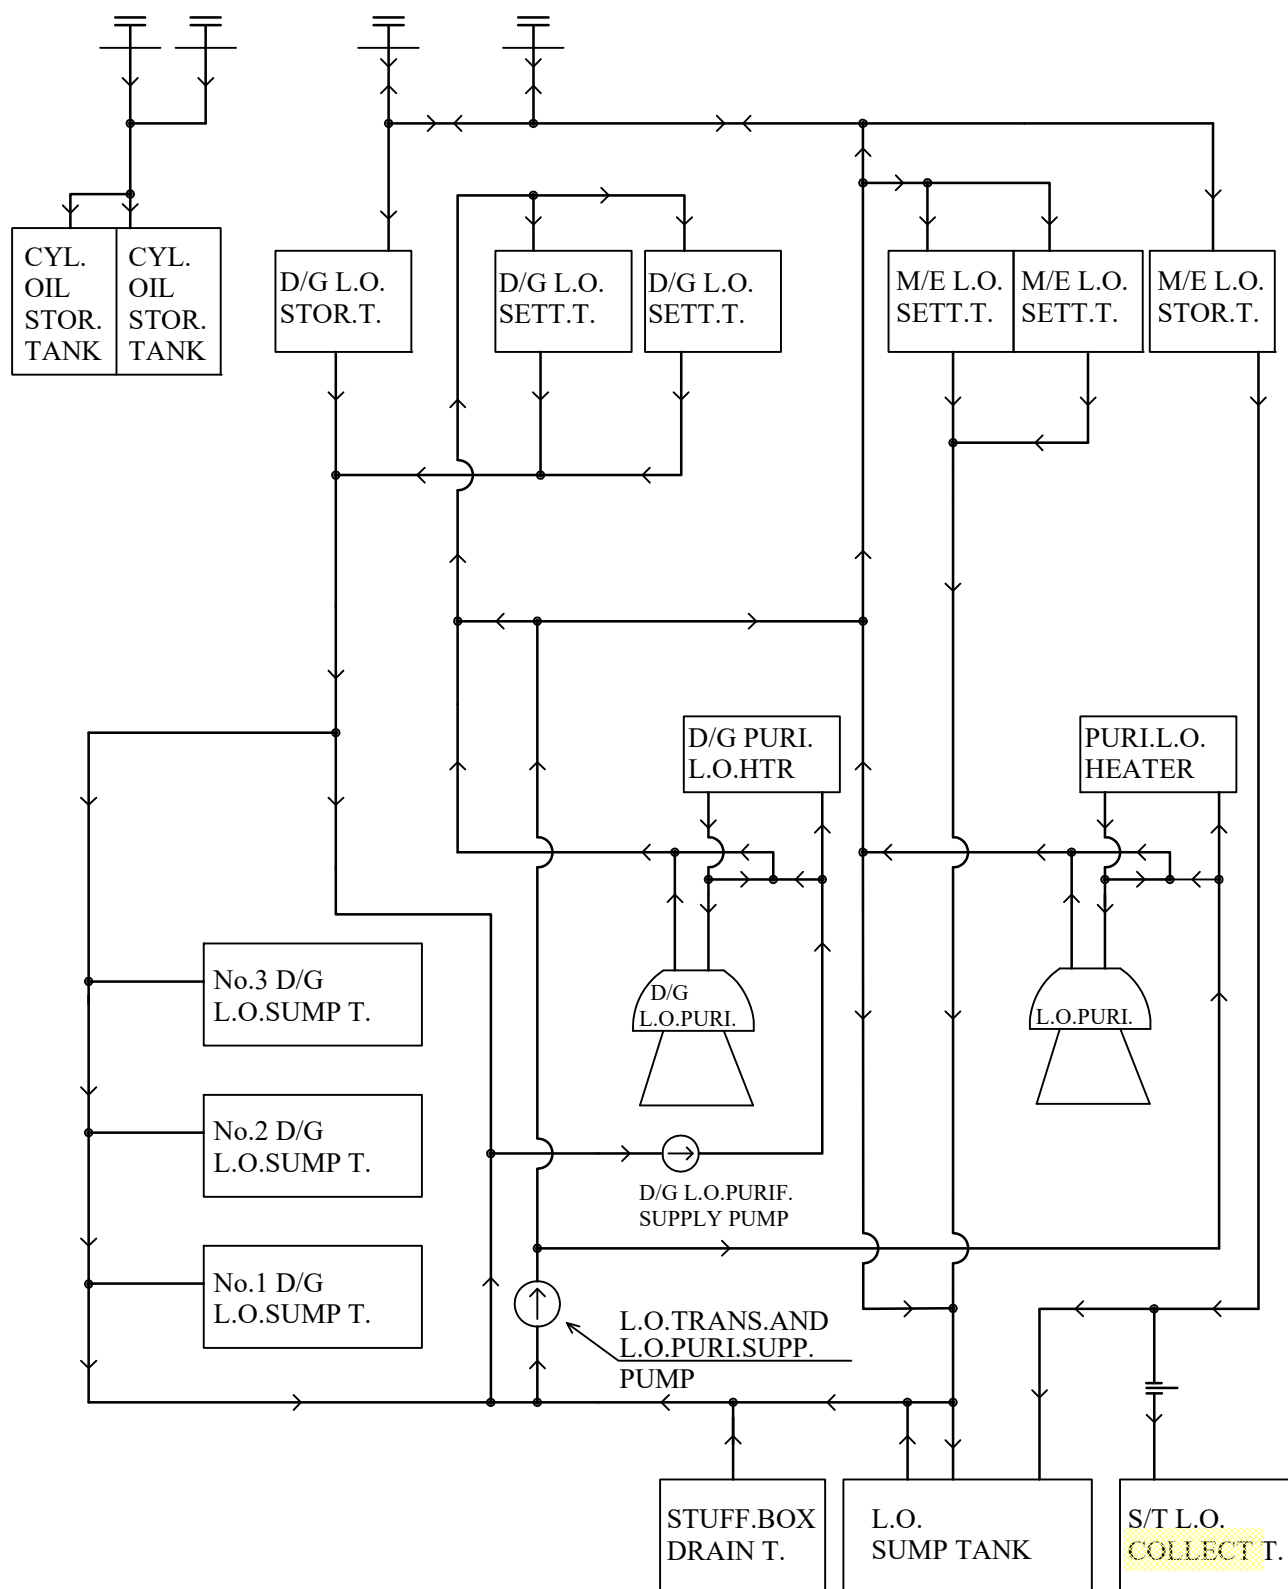 CYL.
OIL
STOR.
TANK
CYL.
OIL
STOR.
TANK
D/G L.O.
STOR.T.
D/G L.O.
SETT.T.
D/G L.O.
SETT.T.
M/E L.O.
SETT.T.
M/E L.O.
SETT.T.
M/E L.O.
STOR.T.
D/G PURI.
L.O.HTR
PURI.L.O.
HEATER
No.3 D/G
L.O.SUMP T.
D/G
L.O.PURI.
L.O.PURI.
No.2 D/G
L.O.SUMP T.
D/G L.O.PURIF.
SUPPLY PUMP
No.1 D/G
L.O.SUMP T.
L.O.TRANS.AND
L.O.PURI.SUPP.
PUMP
STUFF.BOX
DRAIN T.
L.O.
SUMP TANK
S/T L.O.
COLLECT T.